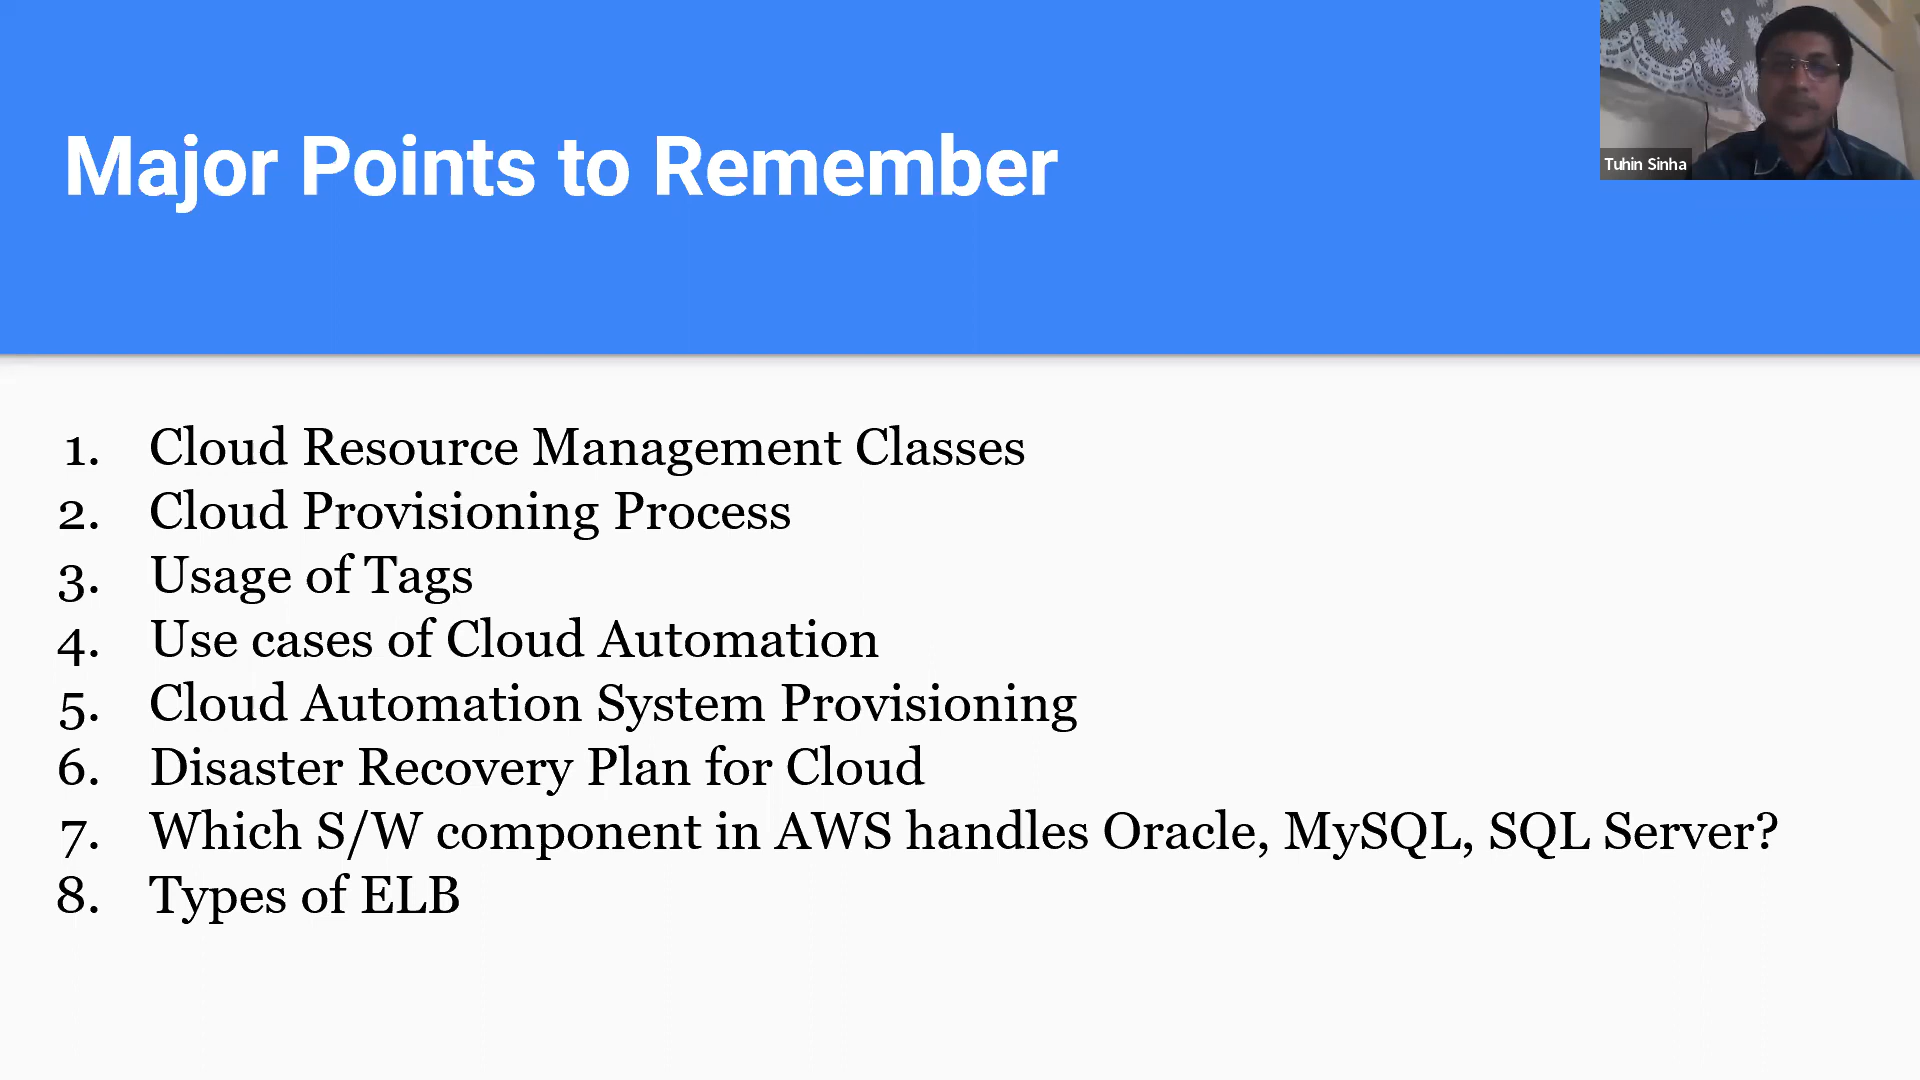 Major Points to Remember
Tuhin Sinha
1. Cloud Resource Management Classes
2. Cloud Provisioning Process
3. Usage of Tags
4. Use cases of Cloud Automation
5. Cloud Automation System Provisioning
6. Disaster Recovery Plan for Cloud
7. Which S/W component in AWS handles Oracle, MySQL, SQL Server?
8. Types of ELB